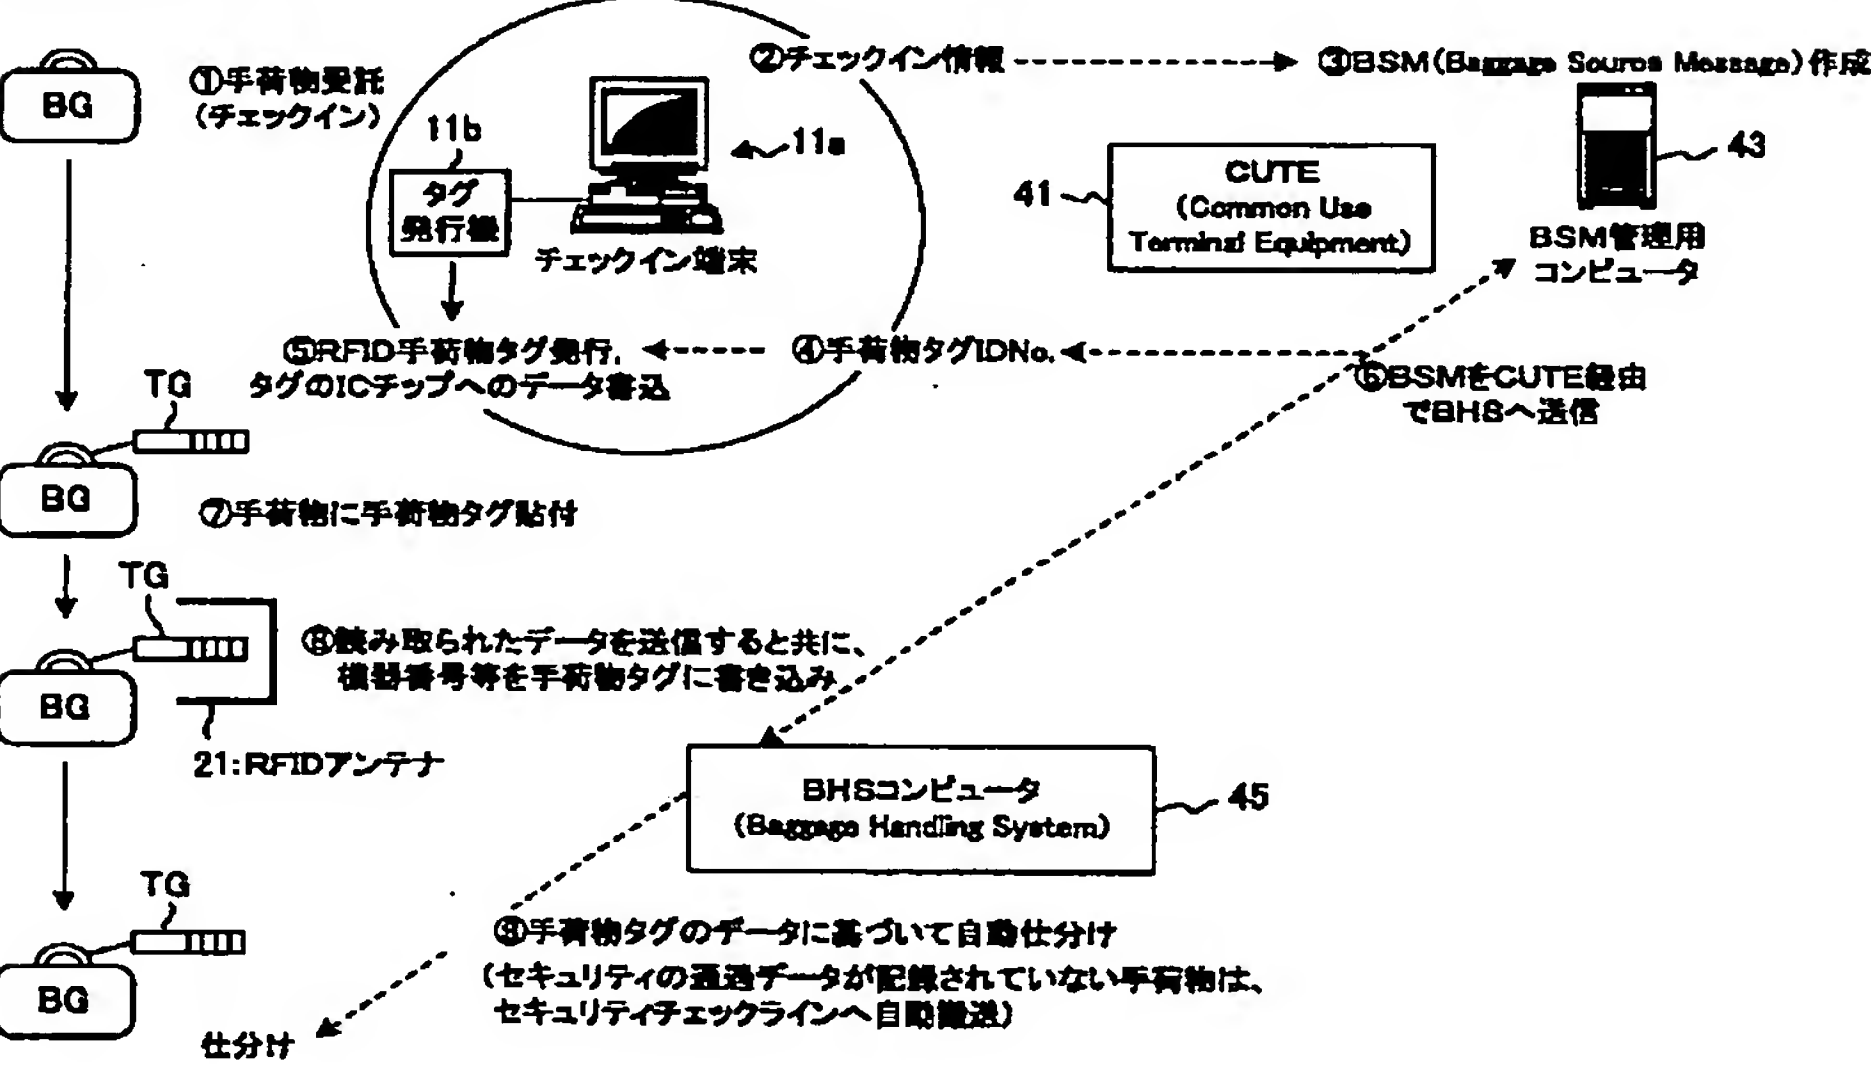 BG
①手荷物受託
(チェックイン)
11b
タグ
発行機
11a
チェックイン端末
②チェックイン情報
③BSM(Baggage Source Message)作成
43
BSM管理用
コンピュータ
41
CUTE
(Common Use
Terminal Equipment)
④手荷物タグIDNo.
⑤RFID手荷物タグ発行,
タグのICチップへのデータ書込
⑥BSMをCUTE経由
でBHSへ送信
TG
BG
⑦手荷物に手荷物タグ貼付
TG
BG
⑧読み取られたデータを送信すると共に、
機器番号等を手荷物タグに書き込み
21:RFIDアンテナ
BHSコンピュータ
(Baggage Handling System)
45
TG
BG
⑨手荷物タグのデータに基づいて自動仕分け
(セキュリティの通過データが記録されていない手荷物は、
セキュリティチェックラインへ自動搬送)
仕分け